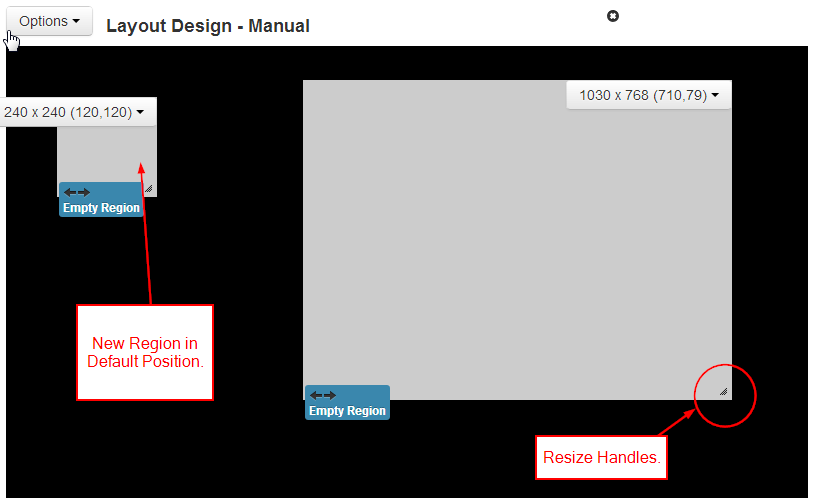 Options
Layout Design - Manual
240 x 240 (120,120)
1030 x 768 (710,79)
Empty Region
New Region in
Default Position.
Empty Region
Resize Handles.